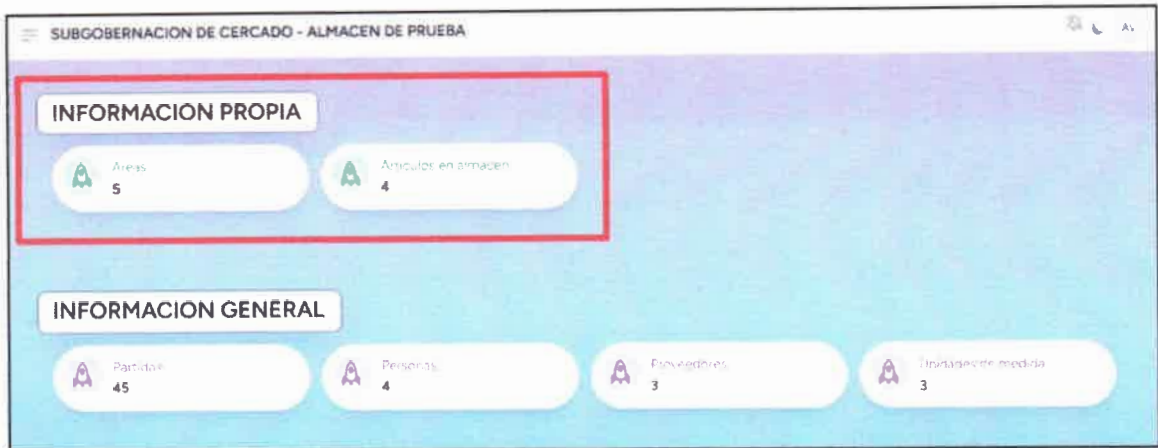 SUBGOBERNACION DE CERCADO - ALMACEN DE PRUEBA
INFORMACION PROPIA
Areas
5
Articulos en almacen
4
INFORMACION GENERAL
Partidas
45
Personas
4
Proveedores
3
Unidades de medida
3